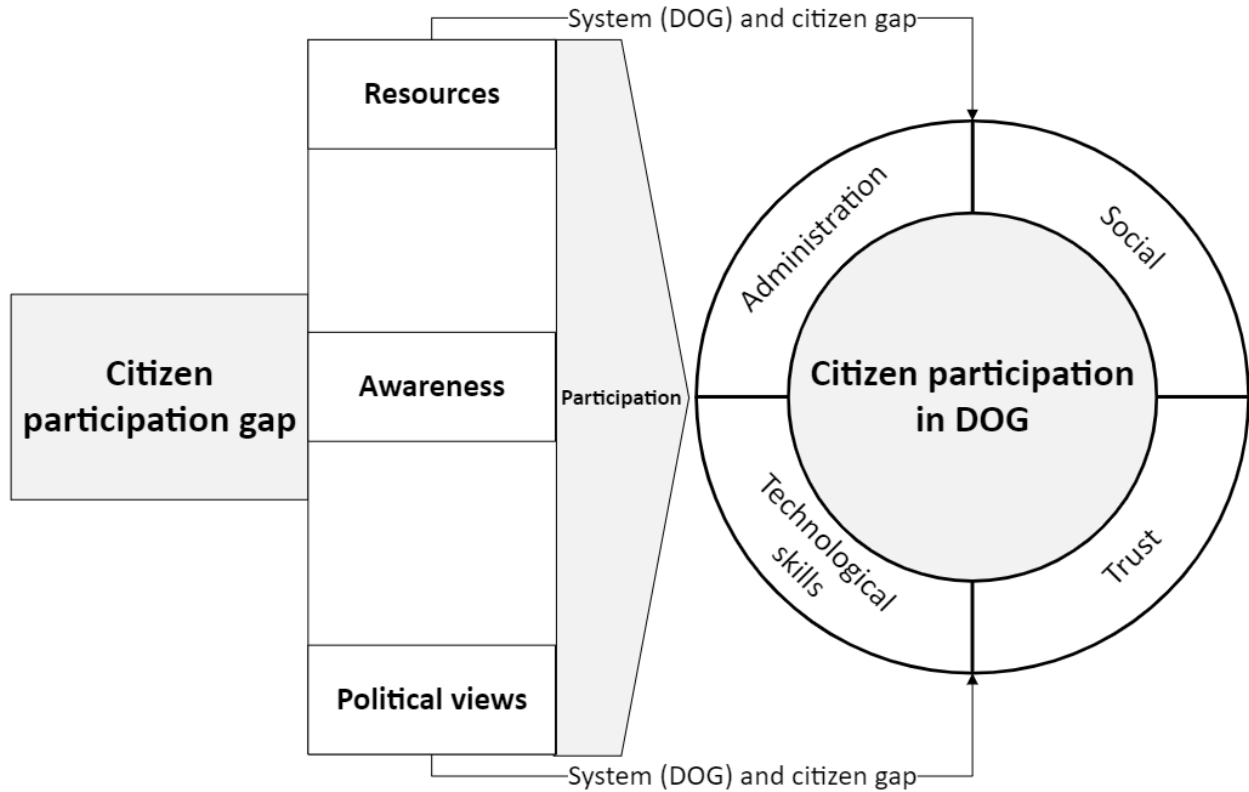 System (DOG) and citizen gap
Resources
Administration
Social
Citizen
participation gap
Awareness
Participation
Citizen participation
in DOG
Technological
skills
Trust
Political views
System (DOG) and citizen gap